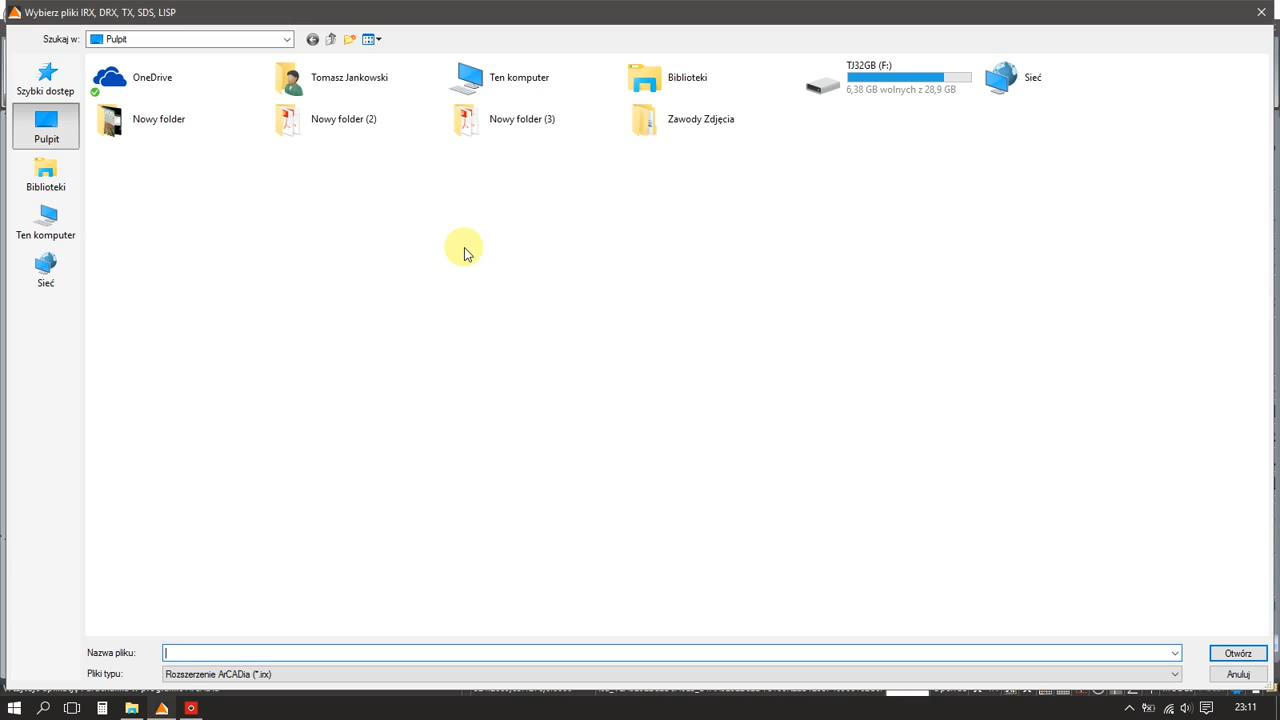 Wybierz pliki IRX, DRX, TX, SDS, LISP
Szukaj w:
Pulpit
Szybki dostęp
Pulpit
Biblioteki
Ten komputer
Sieć
OneDrive
Tomasz Jankowski
Ten komputer
Biblioteki
TJ32GB (F:)
6,38 GB wolnych z 28,9 GB
Sieć
Nowy folder
Nowy folder (2)
Nowy folder (3)
Zawody Zdjęcia
Nazwa pliku:
Otwórz
Pliki typu:
Rozszerzenie ArCADia (*.irx)
Anuluj
23:11